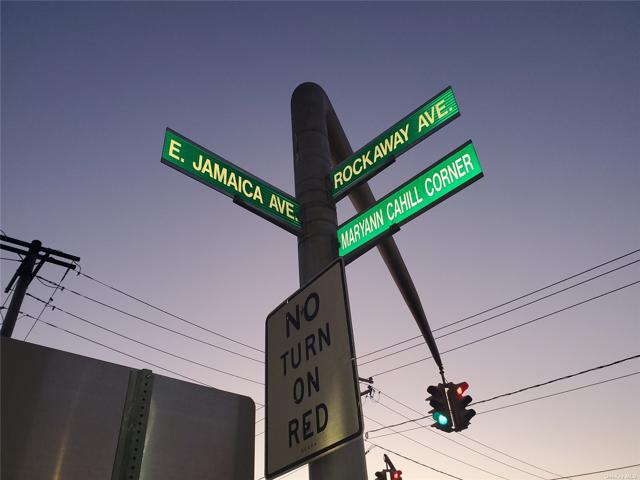 E. JAMAICA AVE.
ROCKAWAY AVE.
MARYANN CAHILL CORNER
NO
TURN
ON
RED